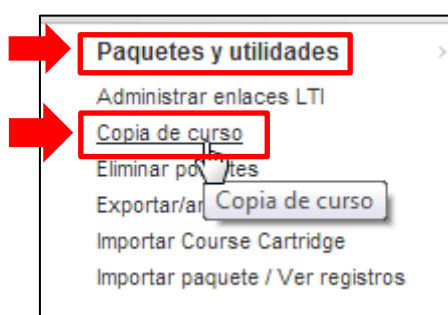 Paquetes y utilidades
Administrar enlaces LTI
Copia de curso
Eliminar
Exportar/ar
Copia de curso
Importar Course Cartridge
Importar paquete / Ver registros